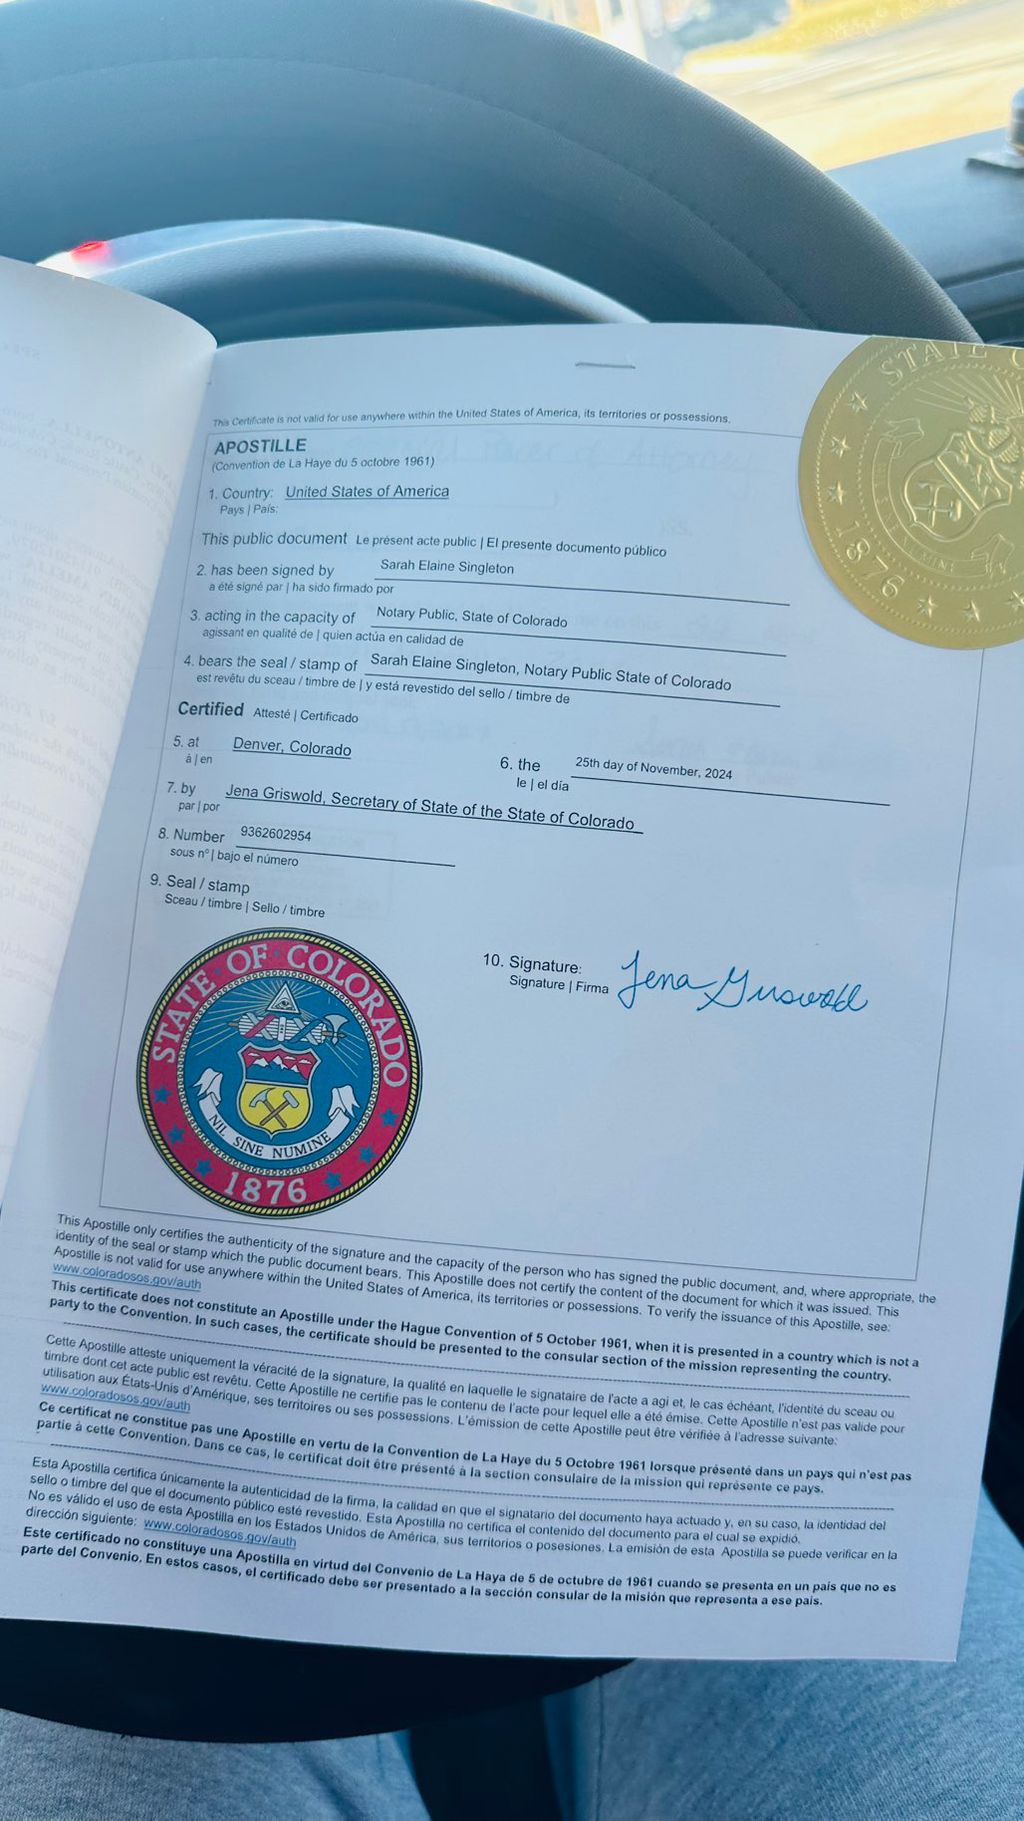 This Certificate is not valid for use anywhere within the United States of America, its territories or possessions.
APOSTILLE
(Convention de La Haye du 5 octobre 1961)
1. Country: United States of America
Pays | País:
This public document Le présent acte public | El presente documento público
2. has been signed by Sarah Elaine Singleton
a été signé par | ha sido firmado por
3. acting in the capacity of Notary Public, State of Colorado
agissant en qualité de | quien actúa en calidad de
4. bears the seal / stamp of Sarah Elaine Singleton, Notary Public State of Colorado
est revêtu du sceau / timbre de | y está revestido del sello / timbre de
Certified Attesté | Certificado
5. at Denver, Colorado
à | en
6. the 25th day of November, 2024
le | el día
7. by Jena Griswold, Secretary of State of the State of Colorado
par | por
8. Number 9362602954
sous nº | bajo el número
9. Seal / stamp
Sceau / timbre | Sello / timbre
10. Signature: Jena Griswold
Signature | Firma
STATE OF COLORADO
NIL SINE NUMINE
1876
STATE O
1876
This Apostille only certifies the authenticity of the signature and the capacity of the person who has signed the public document, and, where appropriate, the
identity of the seal or stamp which the public document bears. This Apostille does not certify the content of the document for which it was issued. This
Apostille is not valid for use anywhere within the United States of America, its territories or possessions. To verify the issuance of this Apostille, see:
www.coloradosos.gov/auth
This certificate does not constitute an Apostille under the Hague Convention of 5 October 1961, when it is presented in a country which is not a
party to the Convention. In such cases, the certificate should be presented to the consular section of the mission representing the country.
Cette Apostille atteste uniquement la véracité de la signature, la qualité en laquelle le signataire de l'acte a agi et, le cas échéant, l'identité du sceau ou
timbre dont cet acte public est revêtu. Cette Apostille ne certifie pas le contenu de l'acte pour lequel elle a été émise. Cette Apostille n'est pas valide pour
utilisation aux États-Unis d'Amérique, ses territoires ou ses possessions. L'émission de cette Apostille peut être vérifiée à l'adresse suivante:
www.coloradosos.gov/auth
Ce certificat ne constitue pas une Apostille en vertu de la Convention de La Haye du 5 Octobre 1961 lorsque présenté dans un pays qui n'est pas
partie à cette Convention. Dans ce cas, le certificat doit être présenté à la section consulaire de la mission qui représente ce pays.
Esta Apostilla certifica únicamente la autenticidad de la firma, la calidad en que el signatario del documento haya actuado y, en su caso, la identidad del
sello o timbre del que el documento público esté revestido. Esta Apostilla no certifica el contenido del documento para el cual se expidió.
No es válido el uso de esta Apostilla en los Estados Unidos de América, sus territorios o posesiones. La emisión de esta Apostilla se puede verificar en la
dirección siguiente: www.coloradosos.gov/auth
Este certificado no constituye una Apostilla en virtud del Convenio de La Haya de 5 de octubre de 1961 cuando se presenta en un país que no es
parte del Convenio. En estos casos, el certificado debe ser presentado a la sección consular de la misión que representa a ese país.